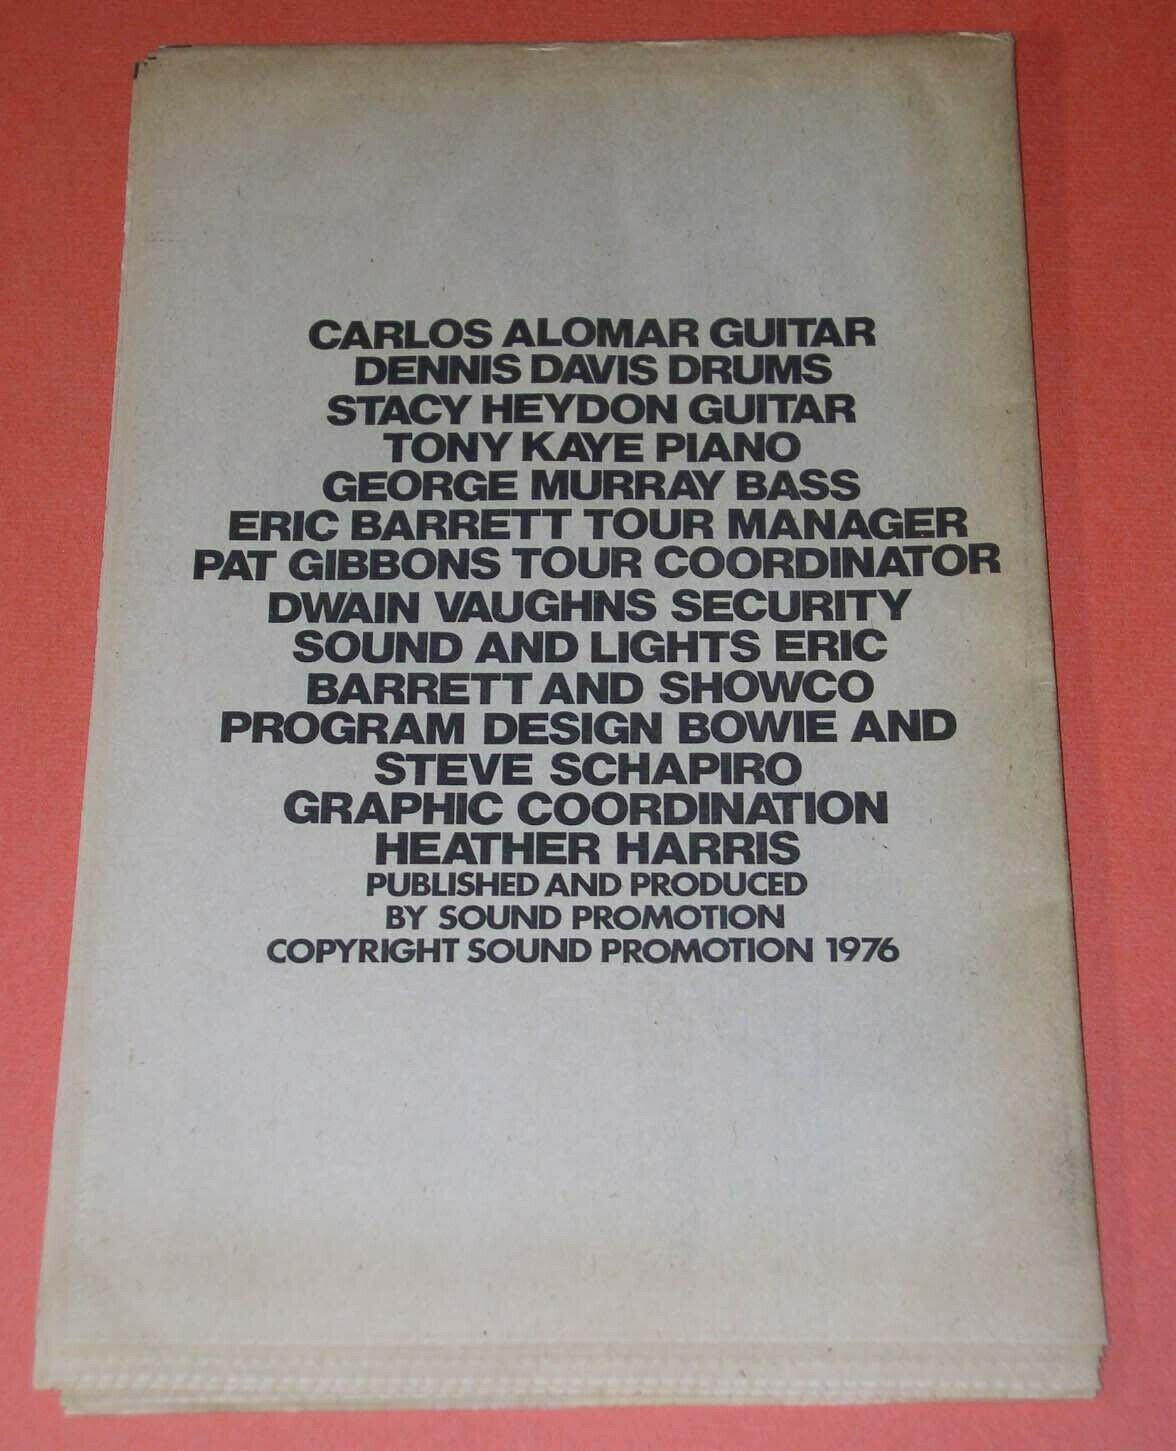 CARLOS ALOMAR GUITAR
DENNIS DAVIS DRUMS
STACY HEYDON GUITAR
TONY KAYE PIANO
GEORGE MURRAY BASS
ERIC BARRETT TOUR MANAGER
PAT GIBBONS TOUR COORDINATOR
DWAIN VAUGHNS SECURITY
SOUND AND LIGHTS ERIC
BARRETT AND SHOWCO
PROGRAM DESIGN BOWIE AND
STEVE SCHAPIRO
GRAPHIC COORDINATION
HEATHER HARRIS
PUBLISHED AND PRODUCED
BY SOUND PROMOTION
COPYRIGHT SOUND PROMOTION 1976